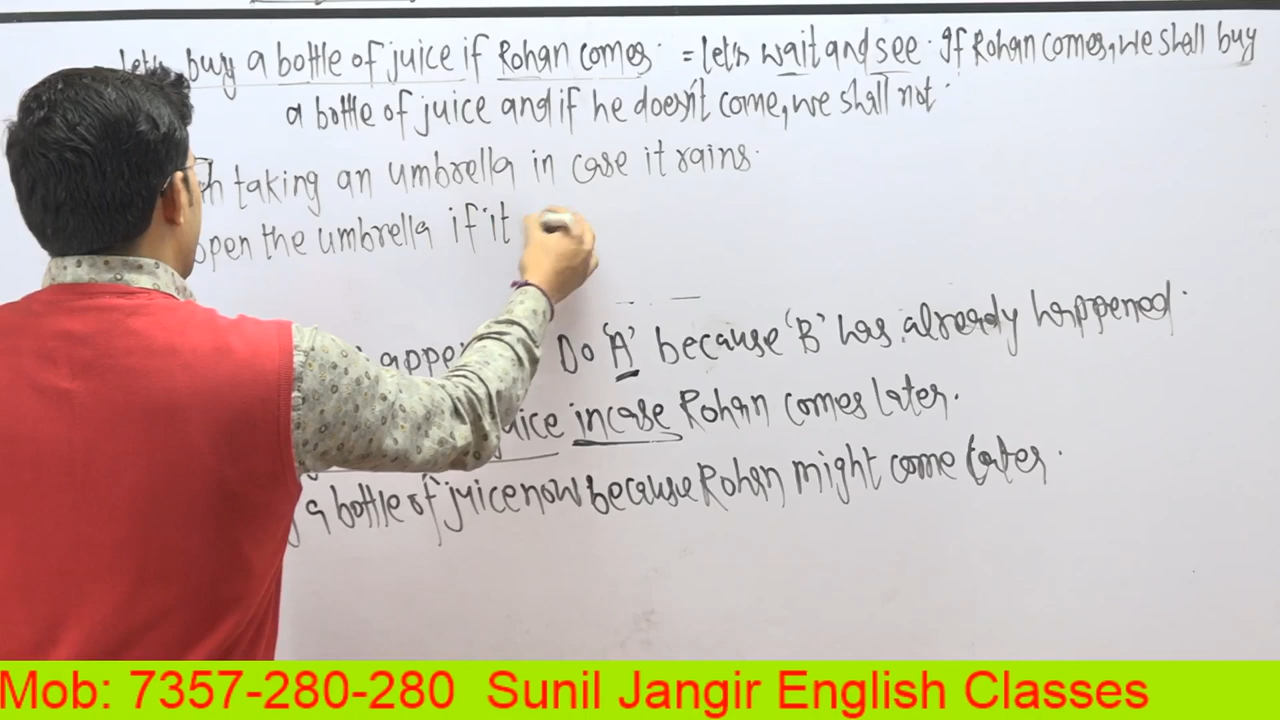 let's buy a bottle of juice if Rohan comes. = let's wait and see. If Rohan comes, we shall buy
a bottle of juice and if he doesn't come, we shall not.
taking an umbrella in case it rains.
open the umbrella if it
Do 'A' because 'B' has already happened.
juice incase Rohan comes later.
a bottle of juice now because Rohan might come later.
Mob: 7357-280-280 Sunil Jangir English Classes